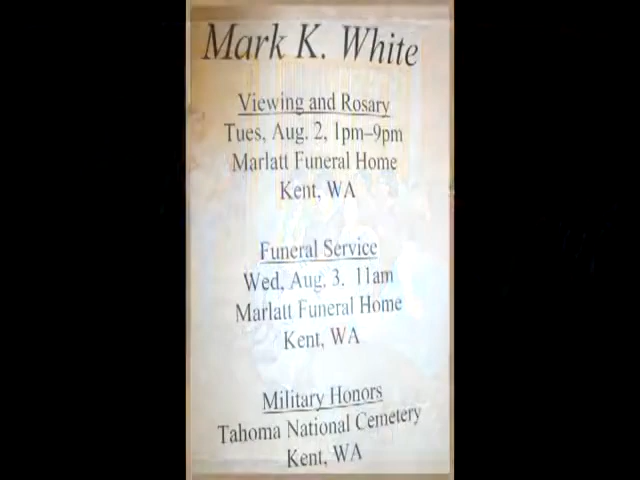 Mark K. White
Viewing and Rosary
Tues, Aug. 2, 1pm–9pm
Marlatt Funeral Home
Kent, WA
Funeral Service
Wed, Aug, 3. 11am
Marlatt Funeral Home
Kent, WA
Military Honors
Tahoma National Cemetery
Kent, WA